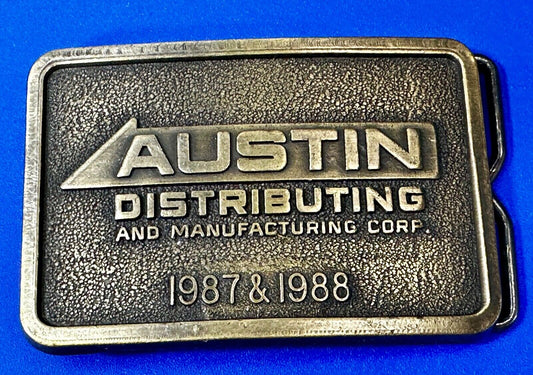 AUSTIN
DISTRIBUTING
AND MANUFACTURING CORP.
1987 & 1988